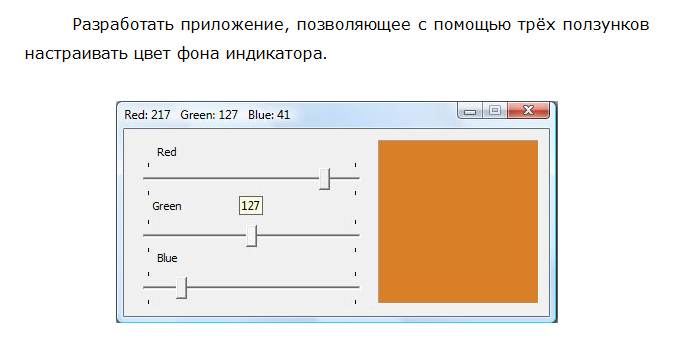 Разработать приложение, позволяющее с помощью трёх ползунков
настраивать цвет фона индикатора.
Red: 217 Green: 127 Blue: 41
Red
Green 127
Blue